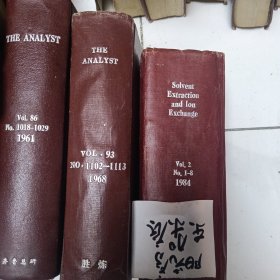 THE ANALYST
Vol. 86
No. 1018-1029
1961
THE
ANALYST
VOL·93
NO·1102—1113
1968
Solvent
Extraction
and Ion
Exchange
Vol. 2
No. 1-8
1984